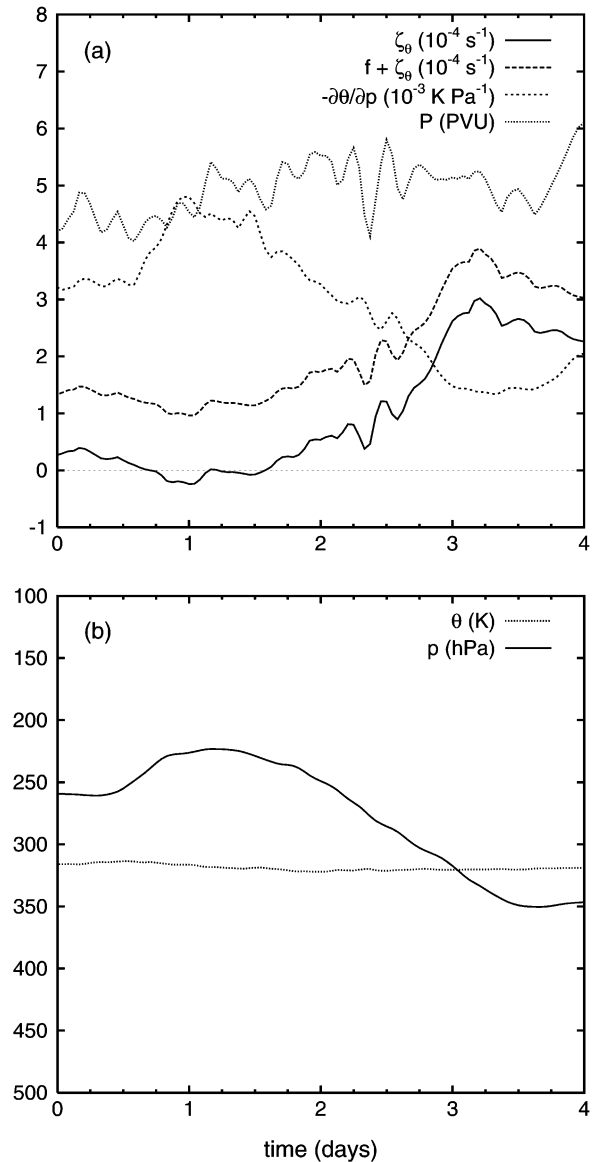 8
7
6
5
4
3
2
1
0
-1
(a)
ζθ (10-4 s-1)
f + ζθ (10-4 s-1)
-∂θ/∂p (10-3 K Pa-1)
P (PVU)
0 1 2 3 4
100
150
200
250
300
350
400
450
500
(b)
θ (K)
p (hPa)
0 1 2 3 4
time (days)